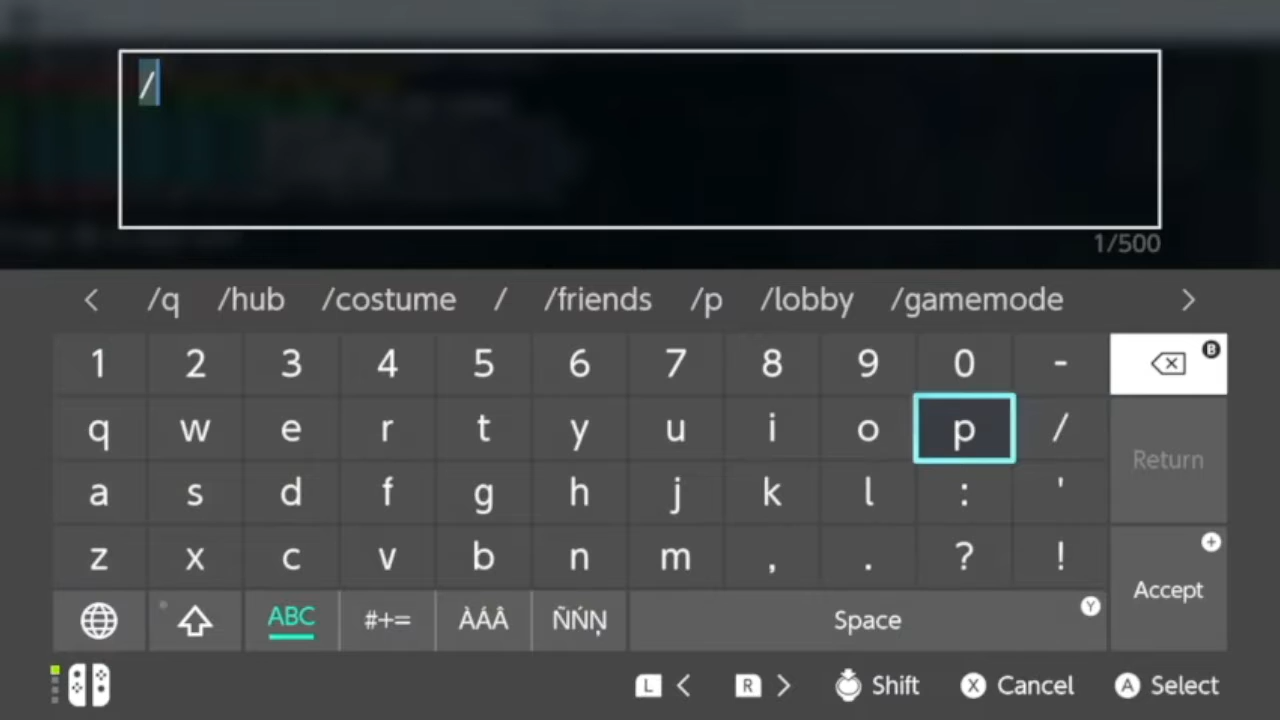 /
1/500
/q /hub /costume / /friends /p /lobby /gamemode
1 2 3 4 5 6 7 8 9 0 - B
q w e r t y u i o p / Return
a s d f g h j k l : '
z x c v b n m , . ? ! + Accept
ABC #+= ÀÁÂ ÑŃŅ Space Y
L R Shift X Cancel A Select